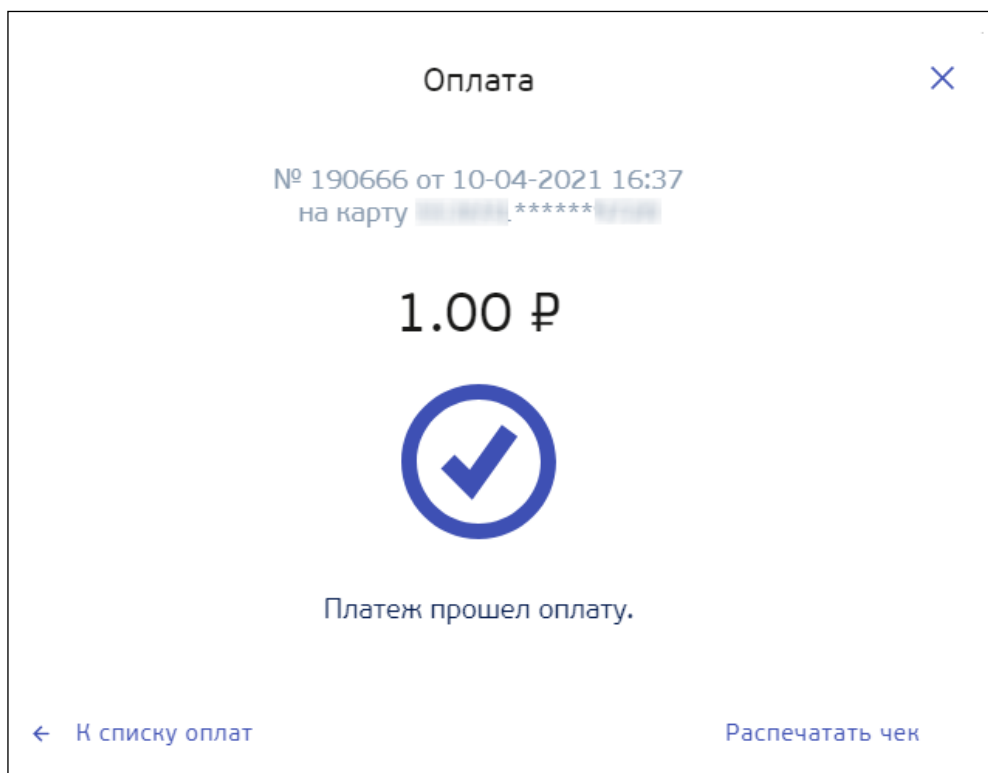 Оплата
№ 190666 от 10-04-2021 16:37
на карту ******
1.00 ₽
Платеж прошел оплату.
К списку оплат
Распечатать чек